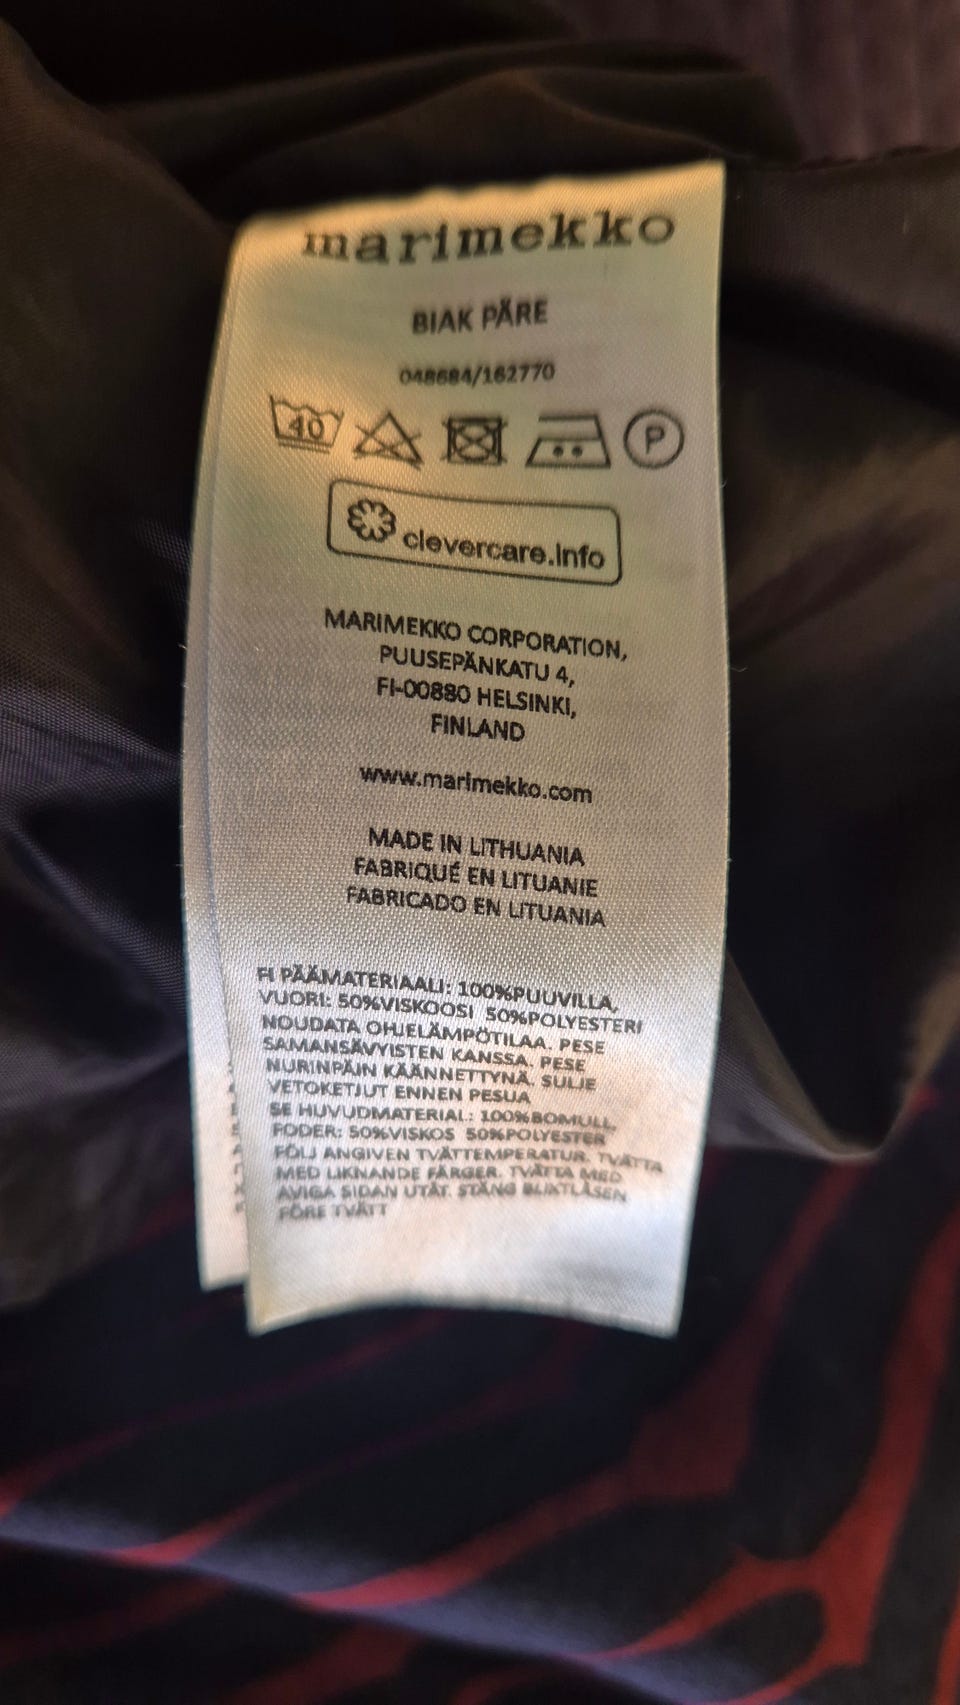 marimekko
BIAK PÄRE
048684/162770
40 P
clevercare.info
MARIMEKKO CORPORATION,
PUUSEPÄNKATU 4,
FI-00880 HELSINKI,
FINLAND
www.marimekko.com
MADE IN LITHUANIA
FABRIQUÉ EN LITUANIE
FABRICADO EN LITUANIA
FI PÄÄMATERIAALI: 100%PUUVILLA,
VUORI: 50%VISKOOSI 50%POLYESTERI
NOUDATA OHJELÄMPÖTILAA. PESE
SAMANSÄVYISTEN KANSSA. PESE
NURINPÄIN KÄÄNNETTYNÄ. SULJE
VETOKETJUT ENNEN PESUA
SE HUVUDMATERIAL: 100%BOMULL,
FODER: 50%VISKOS 50%POLYESTER
FÖLJ ANGIVEN TVÄTTEMPERATUR. TVÄTTA
MED LIKNANDE FÄRGER. TVÄTTA MED
AVIGA SIDAN UTÅT. STÄNG BLIXTLÅSEN
FÖRE TVÄTT